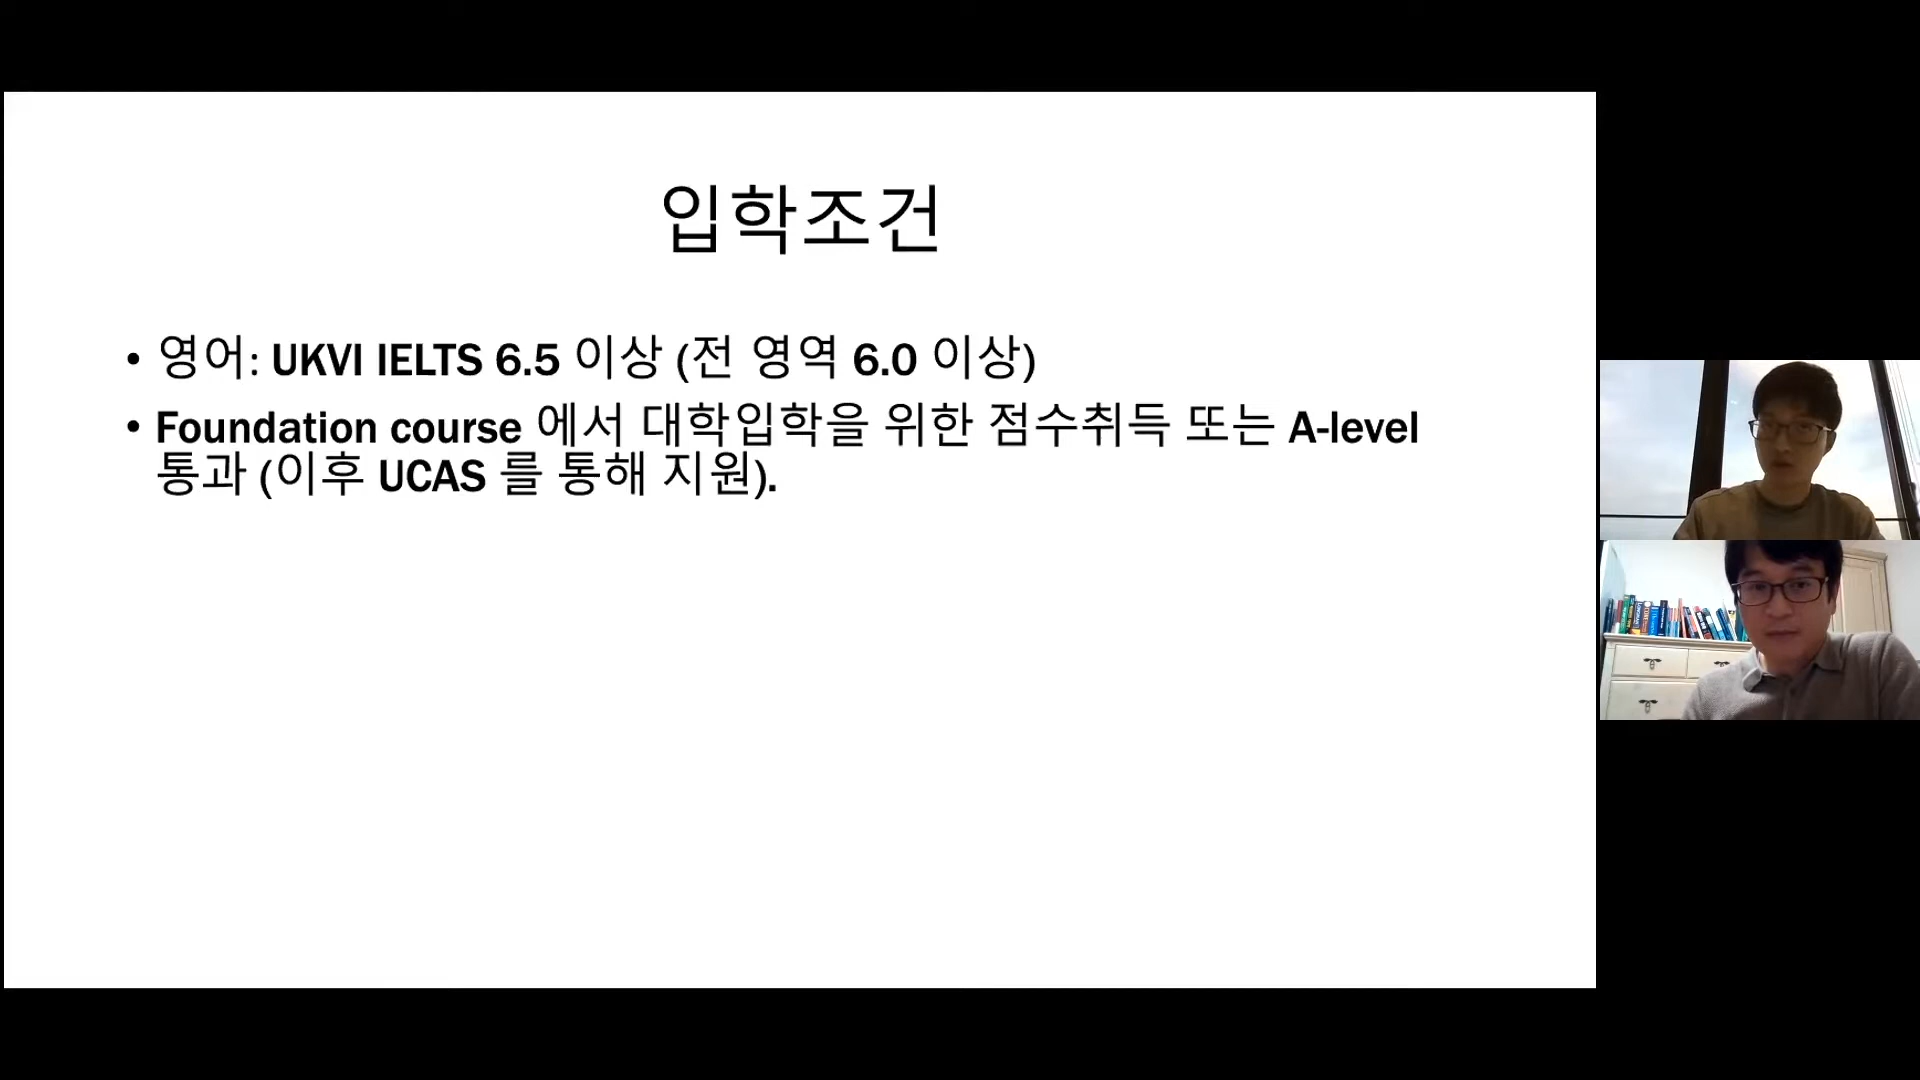 입학조건
• 영어: UKVI IELTS 6.5 이상 (전 영역 6.0 이상)
• Foundation course 에서 대학입학을 위한 점수취득 또는 A-level
통과 (이후 UCAS 를 통해 지원).